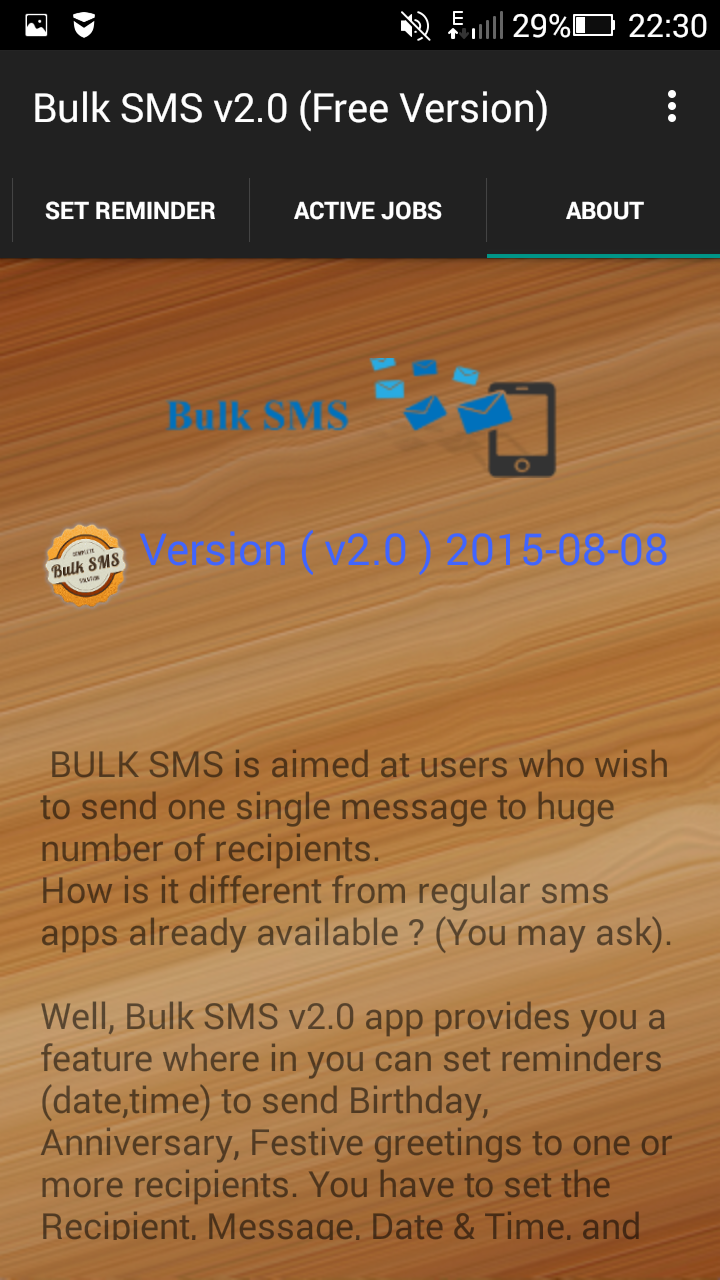 E
29%
22:30
Bulk SMS v2.0 (Free Version)
SET REMINDER
ACTIVE JOBS
ABOUT
Bulk SMS
COMPLETE
Bulk SMS
SOLUTION
Version ( v2.0 ) 2015-08-08
BULK SMS is aimed at users who wish
to send one single message to huge
number of recipients.
How is it different from regular sms
apps already available ? (You may ask).
Well, Bulk SMS v2.0 app provides you a
feature where in you can set reminders
(date,time) to send Birthday,
Anniversary, Festive greetings to one or
more recipients. You have to set the
Recipient, Message, Date & Time, and